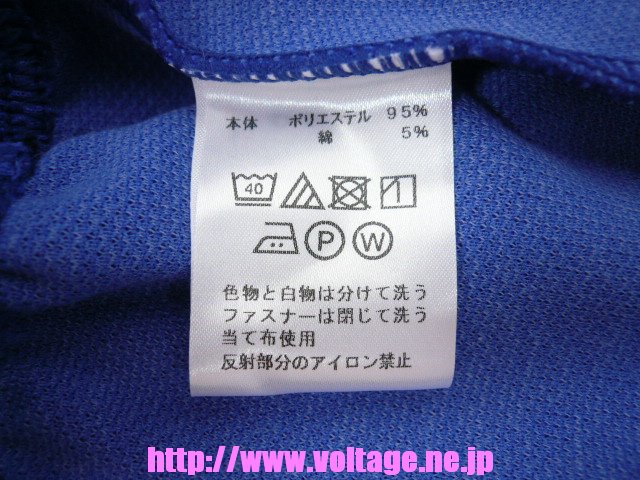 本体 ポリエステル 95%
綿 5%
40
P W
色物と白物は分けて洗う
ファスナーは閉じて洗う
当て布使用
反射部分のアイロン禁止
http://www.voltage.ne.jp